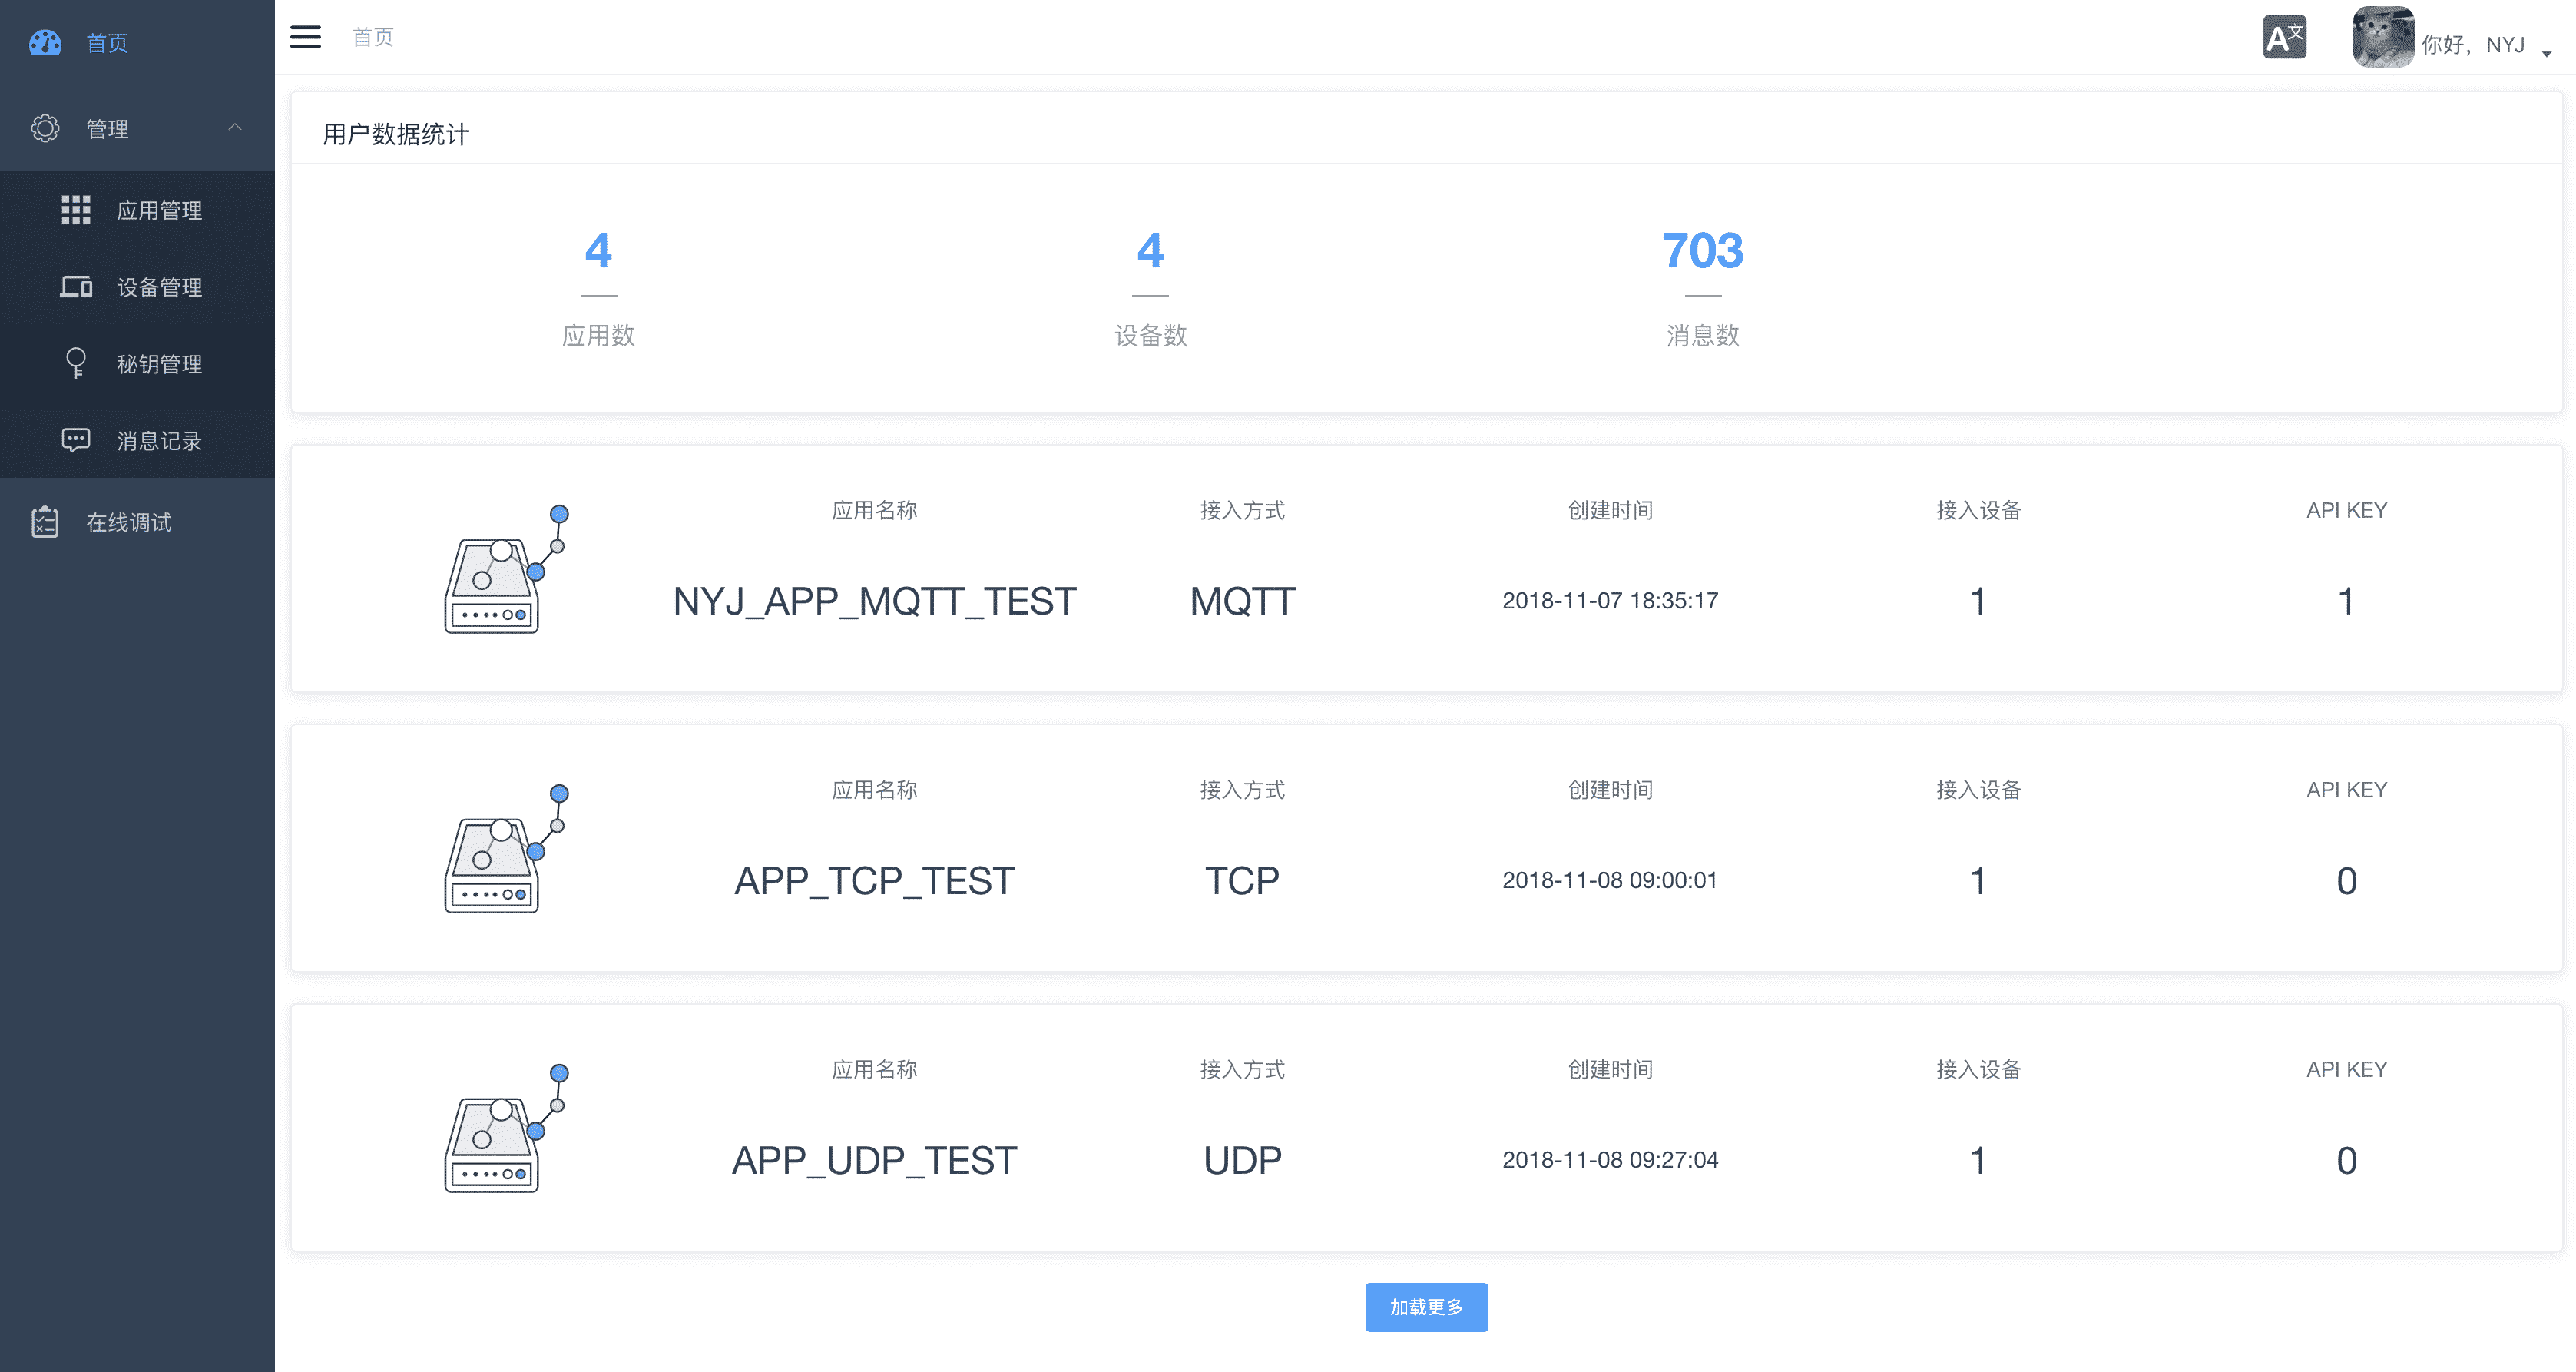 首页
管理
应用管理
设备管理
秘钥管理
消息记录
在线调试
首页
A文
你好，NYJ
用户数据统计
4 4 703
应用数 设备数 消息数
应用名称 接入方式 创建时间 接入设备 API KEY
NYJ_APP_MQTT_TEST MQTT 2018-11-07 18:35:17 1 1
应用名称 接入方式 创建时间 接入设备 API KEY
APP_TCP_TEST TCP 2018-11-08 09:00:01 1 0
应用名称 接入方式 创建时间 接入设备 API KEY
APP_UDP_TEST UDP 2018-11-08 09:27:04 1 0
加载更多